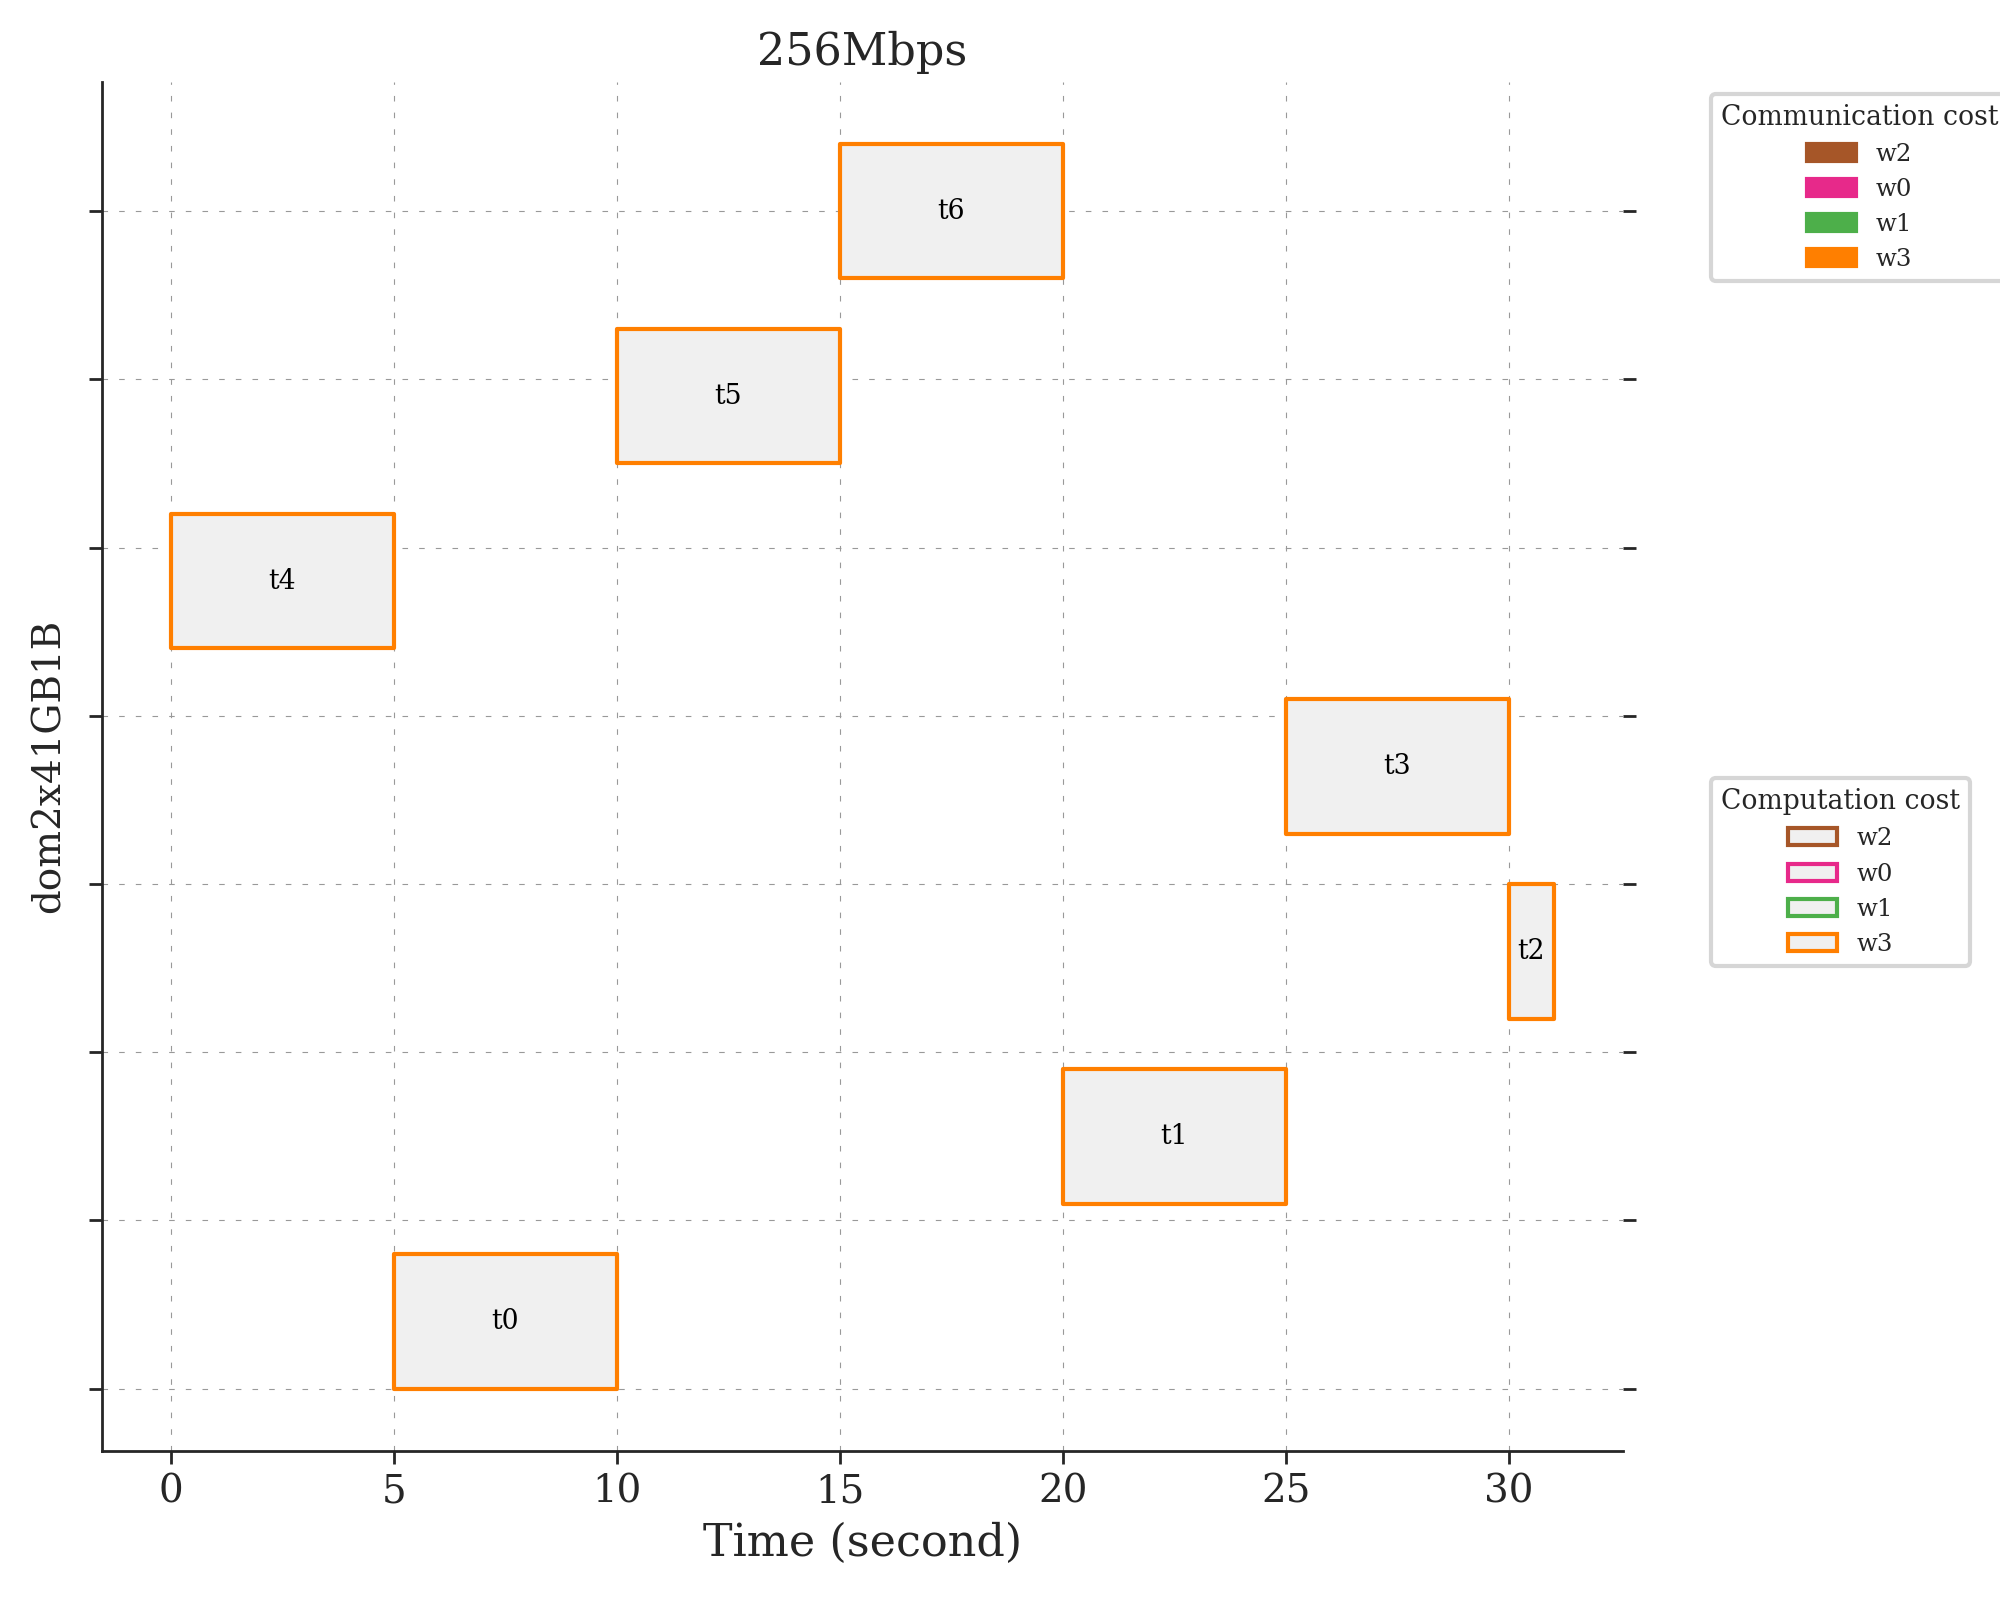 256Mbps
Communication cost
w2
w0
w1
w3
t6
t5
t4
t3
t2
t1
t0
dom2x41GB1B
Computation cost
w2
w0
w1
w3
0 5 10 15 20 25 30
Time (second)